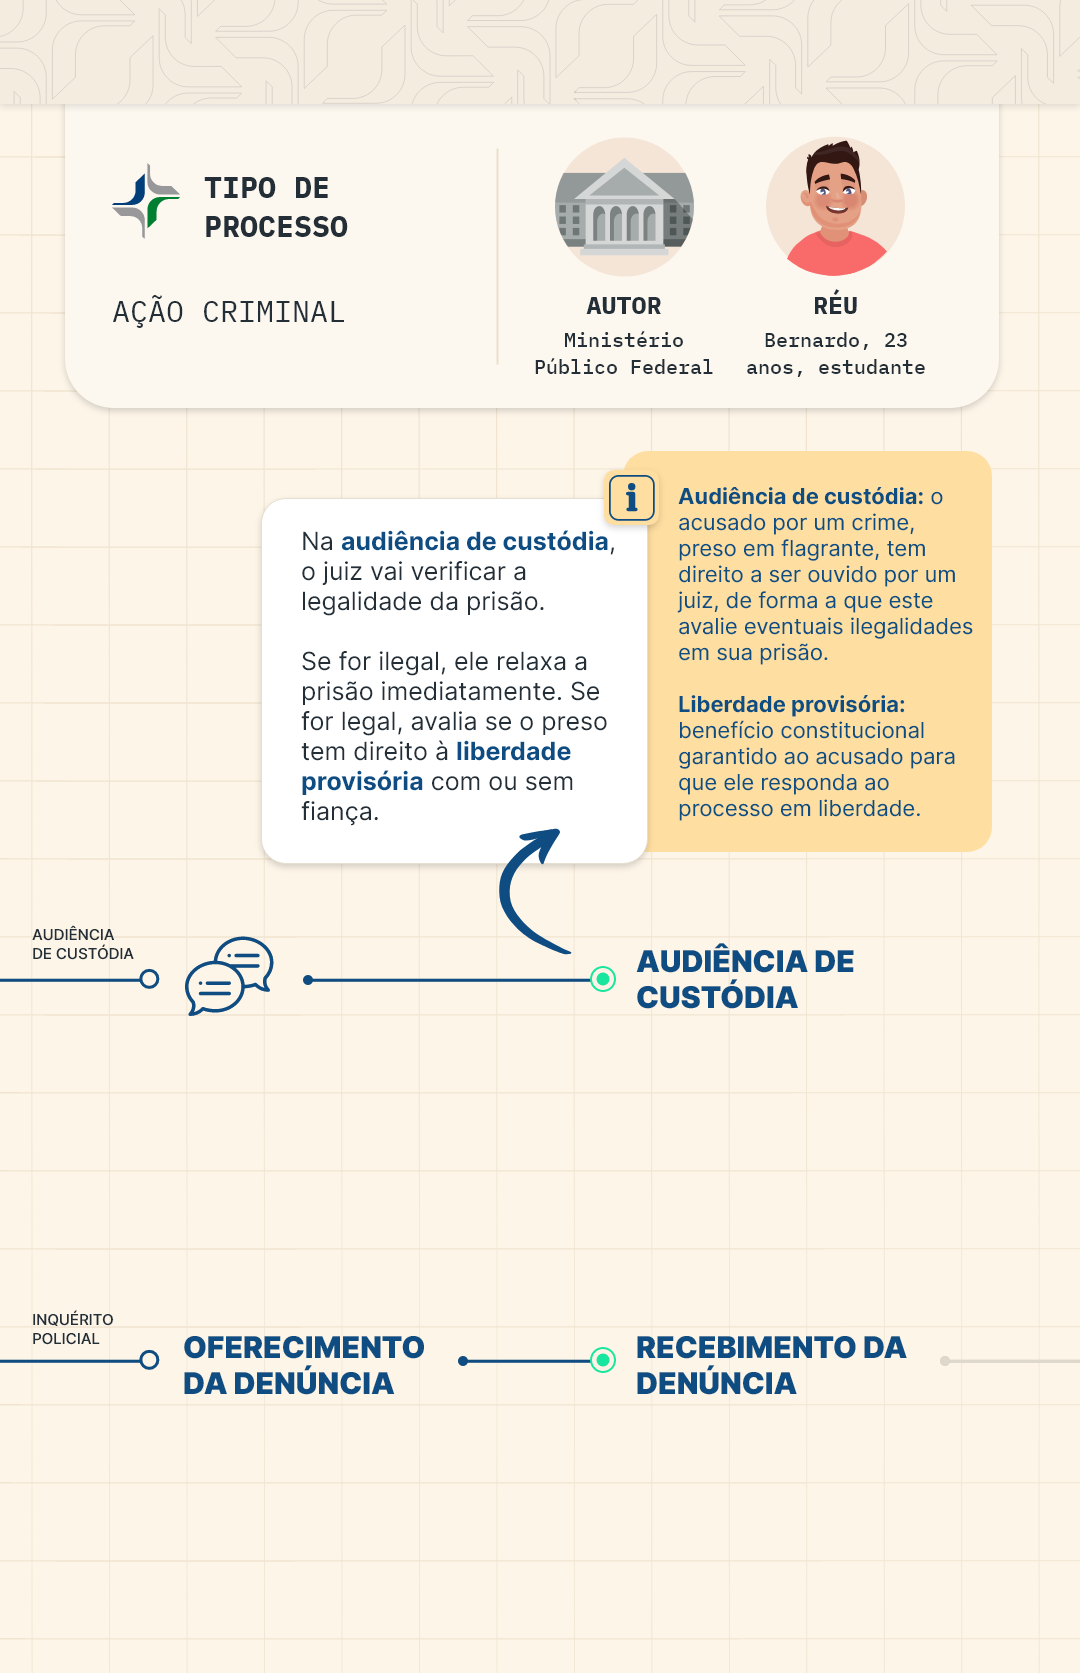 TIPO DE
PROCESSO
AÇÃO CRIMINAL
AUTOR
Ministério
Público Federal
RÉU
Bernardo, 23
anos, estudante
Na audiência de custódia,
o juiz vai verificar a
legalidade da prisão.
Se for ilegal, ele relaxa a
prisão imediatamente. Se
for legal, avalia se o preso
tem direito à liberdade
provisória com ou sem
fiança.
i
Audiência de custódia: o
acusado por um crime,
preso em flagrante, tem
direito a ser ouvido por um
juiz, de forma a que este
avalie eventuais ilegalidades
em sua prisão.
Liberdade provisória:
benefício constitucional
garantido ao acusado para
que ele responda ao
processo em liberdade.
AUDIÊNCIA
DE CUSTÓDIA
AUDIÊNCIA DE
CUSTÓDIA
INQUÉRITO
POLICIAL
OFERECIMENTO
DA DENÚNCIA
RECEBIMENTO DA
DENÚNCIA